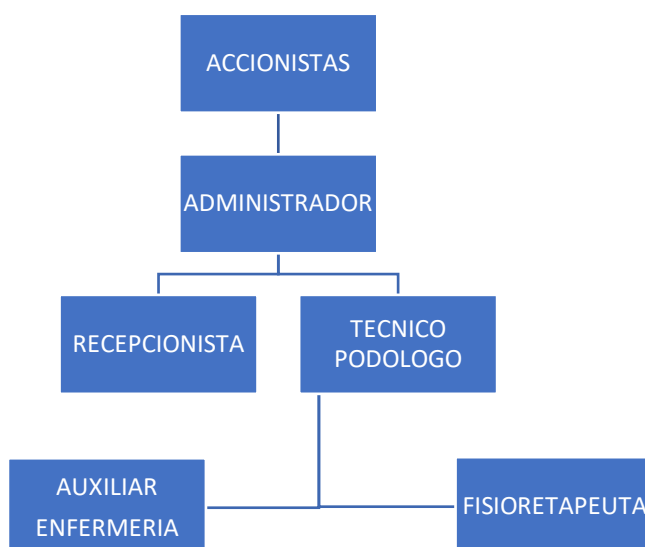 ACCIONISTAS
ADMINISTRADOR
RECEPCIONISTA
TECNICO
PODOLOGO
AUXILIAR
ENFERMERIA
FISIORETAPEUTA